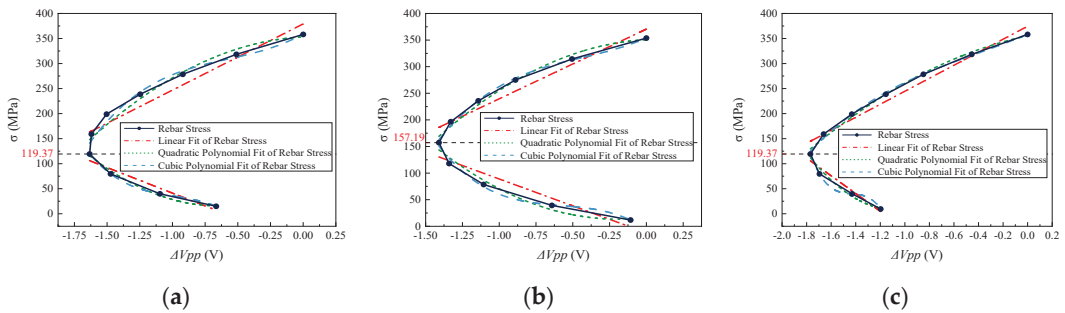 400
350
300
250
200
150
119.37
100
50
0
σ (MPa)
Rebar Stress
Linear Fit of Rebar Stress
Quadratic Polynomial Fit of Rebar Stress
Cubic Polynomial Fit of Rebar Stress
-1.75 -1.50 -1.25 -1.00 -0.75 -0.50 -0.25 0.00 0.25
ΔVpp (V)
(a)
400
350
300
250
200
157.19
100
50
0
σ (MPa)
Rebar Stress
Linear Fit of Rebar Stress
Quadratic Polynomial Fit of Rebar Stress
Cubic Polynomial Fit of Rebar Stress
-1.50 -1.25 -1.00 -0.75 -0.50 -0.25 0.00 0.25
ΔVpp (V)
(b)
400
350
300
250
200
150
119.37
100
50
0
σ (MPa)
Rebar Stress
Linear Fit of Rebar Stress
Quadratic Polynomial Fit of Rebar Stress
Cubic Polynomial Fit of Rebar Stress
-2.0 -1.8 -1.6 -1.4 -1.2 -1.0 -0.8 -0.6 -0.4 -0.2 0.0 0.2
ΔVpp (V)
(c)